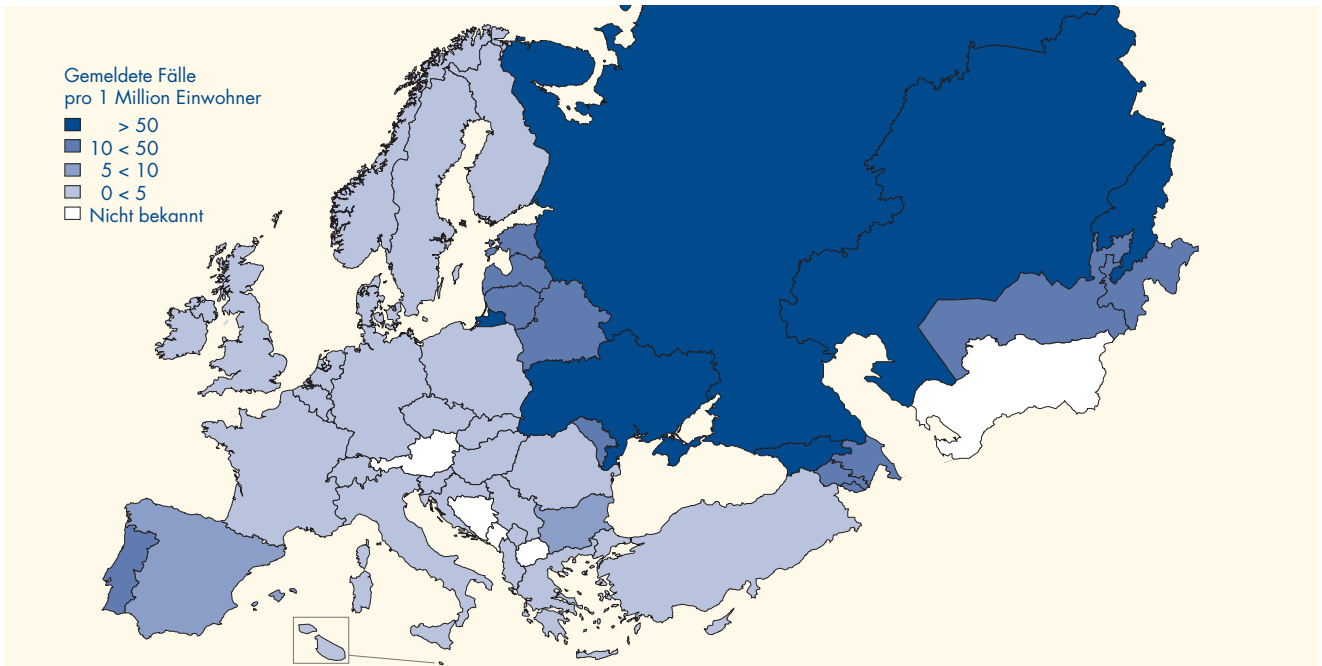 Gemeldete Fälle
pro 1 Million Einwohner
> 50
10 < 50
5 < 10
0 < 5
Nicht bekannt